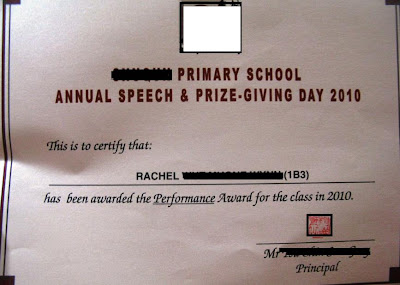 PRIMARY SCHOOL
ANNUAL SPEECH & PRIZE-GIVING DAY 2010
This is to certify that:
RACHEL (1B3)
has been awarded the Performance Award for the class in 2010.
Mr
Principal